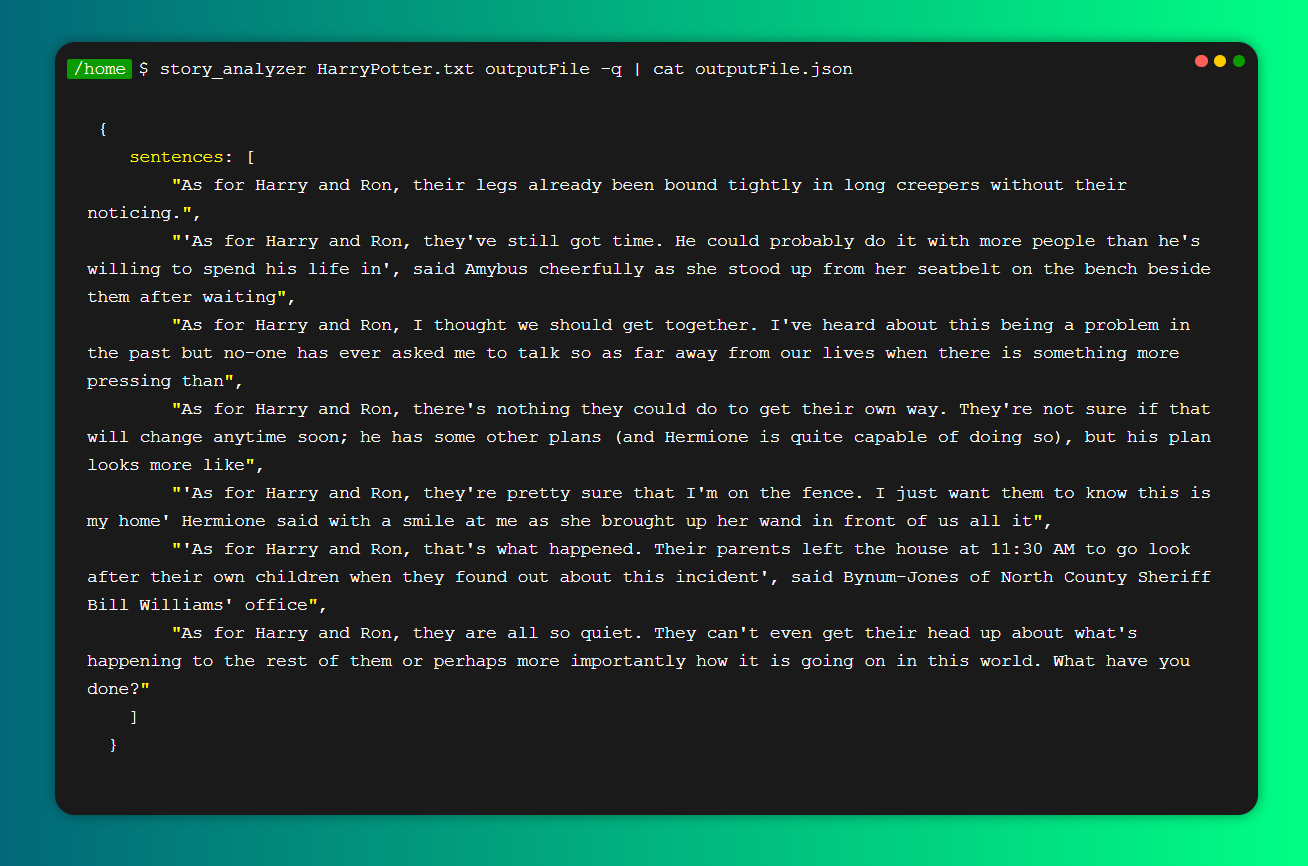 /home $ story_analyzer HarryPotter.txt outputFile -q | cat outputFile.json
{
sentences: [
"As for Harry and Ron, their legs already been bound tightly in long creepers without their
noticing.",
"'As for Harry and Ron, they've still got time. He could probably do it with more people than he's
willing to spend his life in', said Amybus cheerfully as she stood up from her seatbelt on the bench beside
them after waiting",
"As for Harry and Ron, I thought we should get together. I've heard about this being a problem in
the past but no-one has ever asked me to talk so as far away from our lives when there is something more
pressing than",
"As for Harry and Ron, there's nothing they could do to get their own way. They're not sure if that
will change anytime soon; he has some other plans (and Hermione is quite capable of doing so), but his plan
looks more like",
"'As for Harry and Ron, they're pretty sure that I'm on the fence. I just want them to know this is
my home' Hermione said with a smile at me as she brought up her wand in front of us all it",
"'As for Harry and Ron, that's what happened. Their parents left the house at 11:30 AM to go look
after their own children when they found out about this incident', said Bynum-Jones of North County Sheriff
Bill Williams' office",
"As for Harry and Ron, they are all so quiet. They can't even get their head up about what's
happening to the rest of them or perhaps more importantly how it is going on in this world. What have you
done?"
]
}